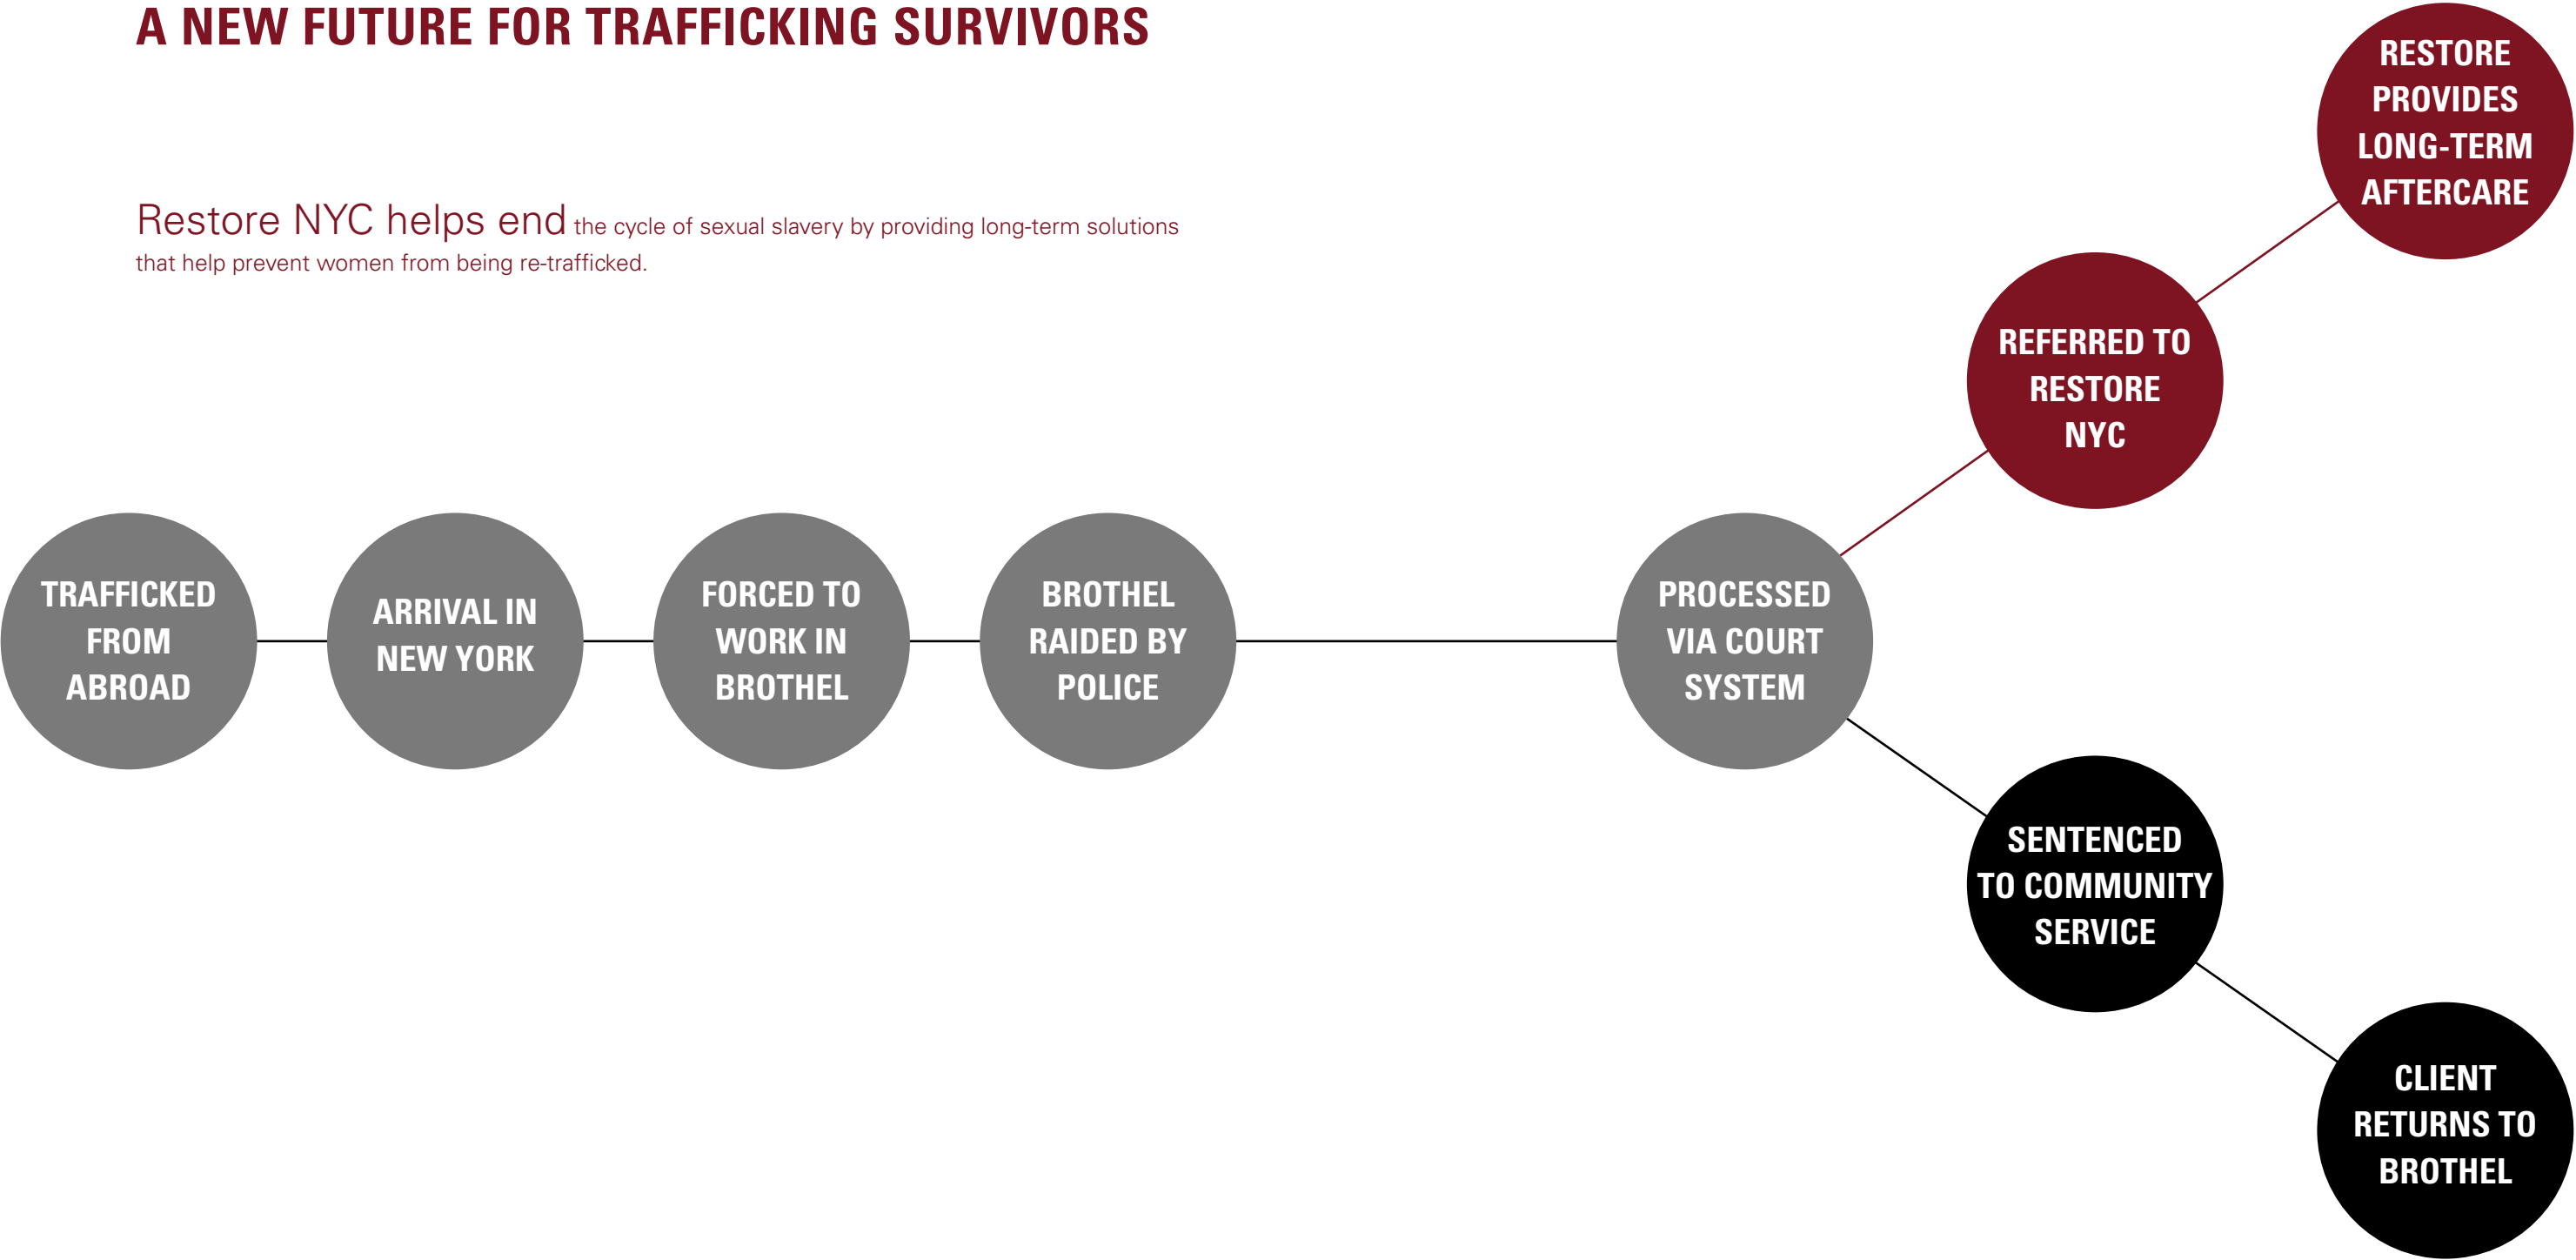 A NEW FUTURE FOR TRAFFICKING SURVIVORS
Restore NYC helps end the cycle of sexual slavery by providing long-term solutions
that help prevent women from being re-trafficked.
TRAFFICKED
FROM
ABROAD
ARRIVAL IN
NEW YORK
FORCED TO
WORK IN
BROTHEL
BROTHEL
RAIDED BY
POLICE
PROCESSED
VIA COURT
SYSTEM
REFERRED TO
RESTORE
NYC
RESTORE
PROVIDES
LONG-TERM
AFTERCARE
SENTENCED
TO COMMUNITY
SERVICE
CLIENT
RETURNS TO
BROTHEL